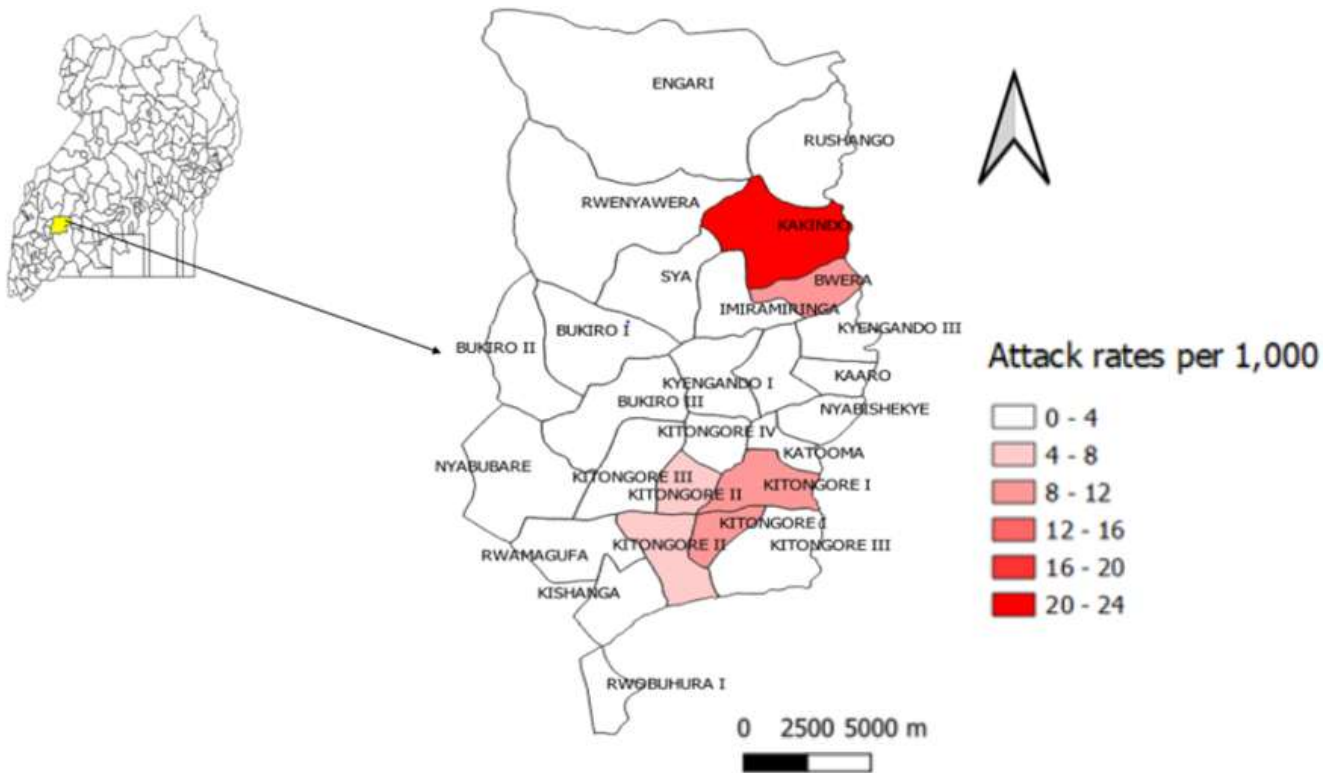 ENGARI
RUSHANGO
RWENYAWERA
KAKINDO
SYA
BWERA
IMIRAMIRINGA
BUKIRO I
KYENGANDO III
BUKIRO II
Attack rates per 1,000
KYENGANDO I
KAARO
BUKIRO III
NYABISHEKYE
0 - 4
KITONGORE IV
KATOOMA
4 - 8
NYABUBARE
KITONGORE III
KITONGORE I
KITONGORE II
8 - 12
KITONGORE I
12 - 16
KITONGORE II
KITONGORE III
RWAMAGUFA
16 - 20
KISHANGA
20 - 24
RWOBUHURA I
0 2500 5000 m